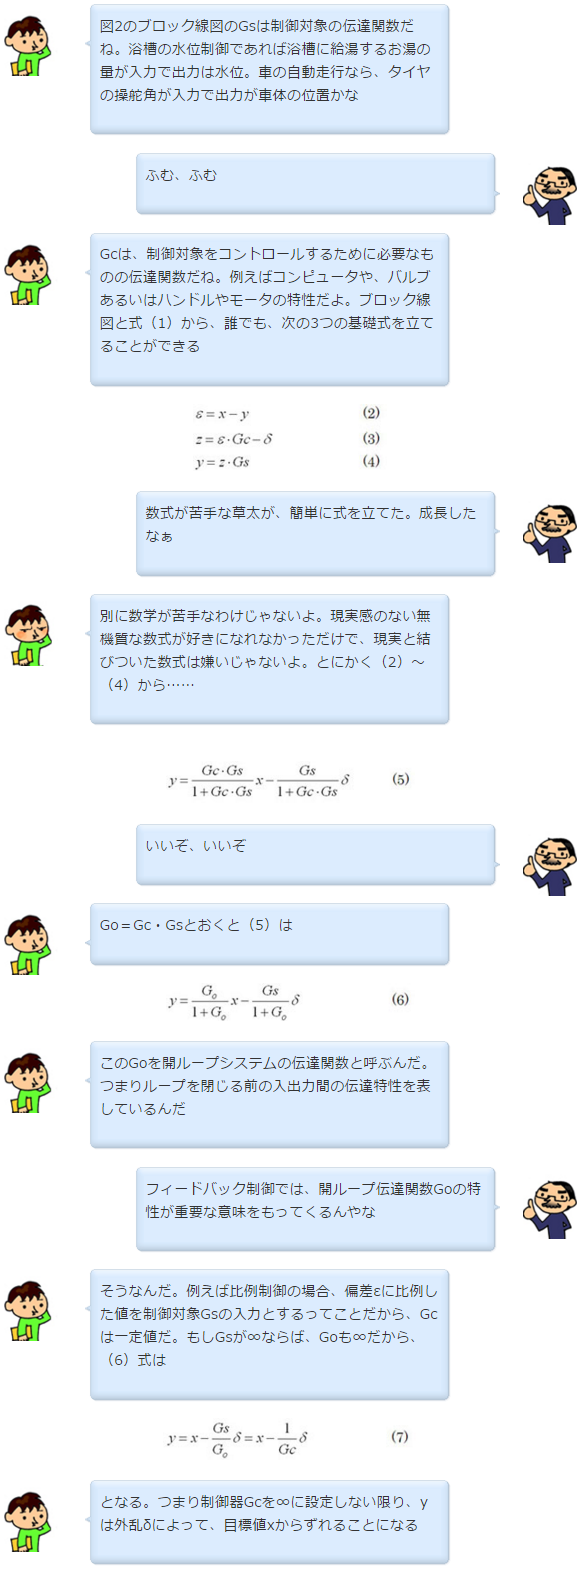 図2のブロック線図のGsは制御対象の伝達関数だ
ね。浴槽の水位制御であれば浴槽に給湯するお湯の
量が入力で出力は水位。車の自動走行なら、タイヤ
の操舵角が入力で出力が車体の位置かな
ふむ、ふむ
Gcは、制御対象をコントロールするために必要なも
のの伝達関数だね。例えばコンピュータや、バルブ
あるいはハンドルやモータの特性だよ。ブロック線
図と式（1）から、誰でも、次の3つの基礎式を立て
ることができる
ε = x − y (2)
z = ε · Gc − δ (3)
y = z · Gs (4)
数式が苦手な草太が、簡単に式を立てた。成長した
なぁ
別に数学が苦手なわけじゃないよ。現実感のない無
機質な数式が好きになれなかっただけで、現実と結
びついた数式は嫌いじゃないよ。とにかく（2）～
（4）から……
y = \frac{Gc · Gs}{1 + Gc · Gs} x − \frac{Gs}{1 + Gc · Gs} δ (5)
いいぞ、いいぞ
Go＝Gc・Gsとおくと（5）は
y = \frac{G_o}{1 + G_o} x − \frac{Gs}{1 + G_o} δ (6)
このGoを開ループシステムの伝達関数と呼ぶんだ。
つまりループを閉じる前の入出力間の伝達特性を表
しているんだ
フィードバック制御では、開ループ伝達関数Goの特
性が重要な意味をもってくるんやな
そうなんだ。例えば比例制御の場合、偏差εに比例し
た値を制御対象Gsの入力とするってことだから、Gc
は一定値だ。もしGsが∞ならば、Goも∞だから、
（6）式は
y = x − \frac{Gs}{G_o} δ = x − \frac{1}{Gc} δ (7)
となる。つまり制御器Gcを∞に設定しない限り、y
は外乱δによって、目標値xからずれることになる